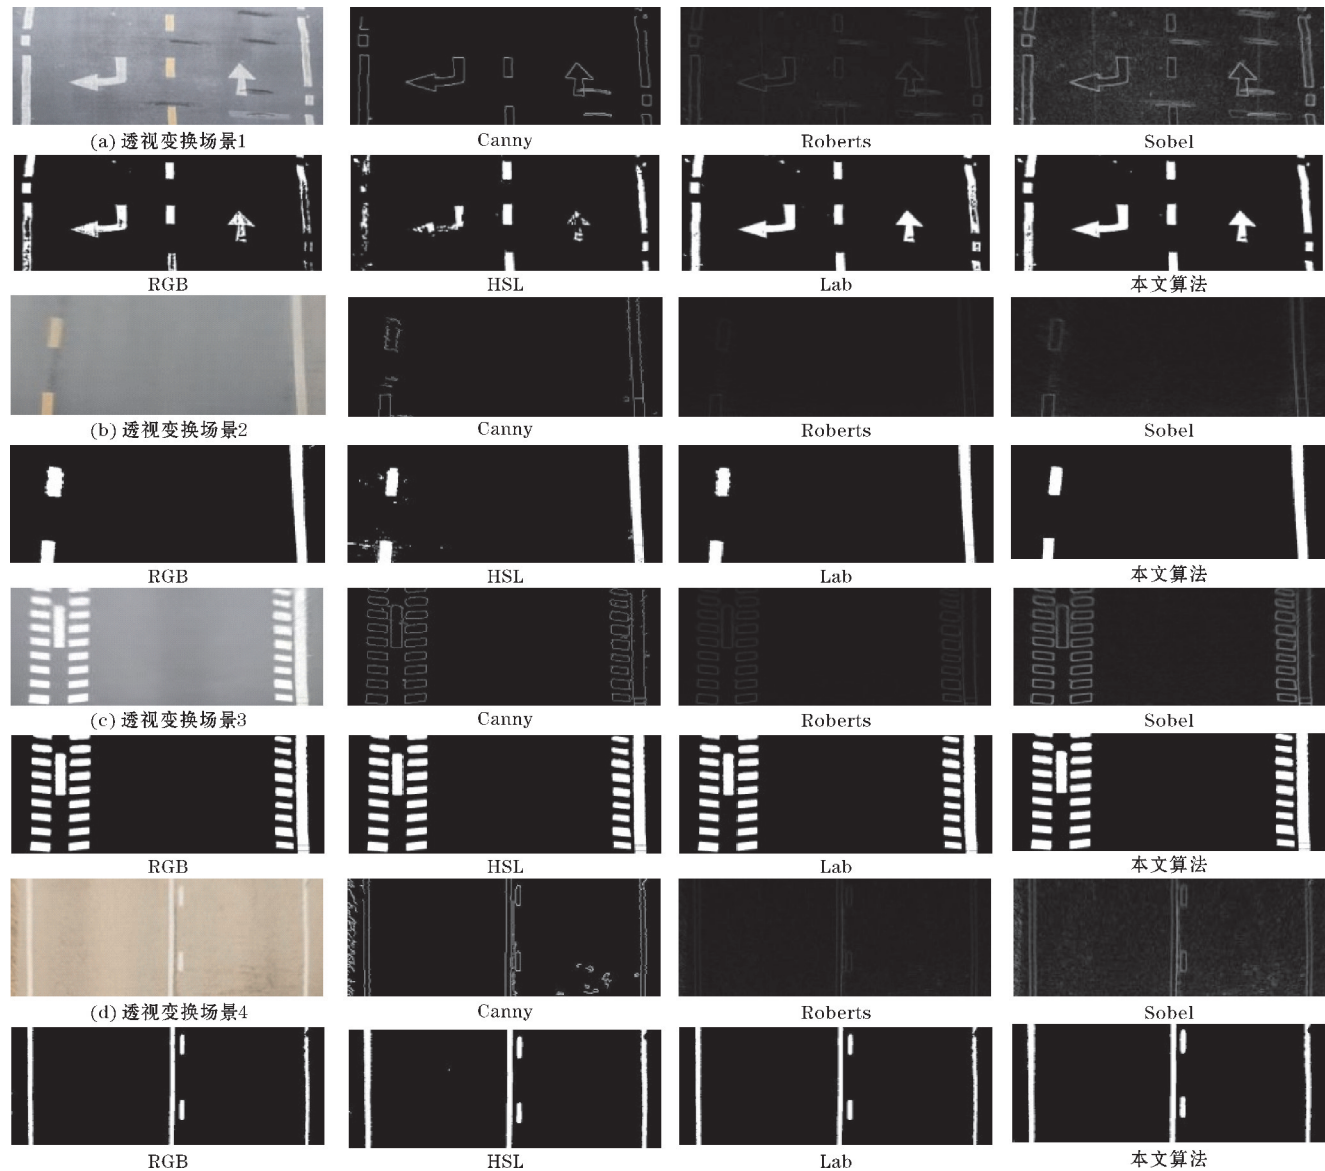 (a) 透视变换场景1 Canny Roberts Sobel
RGB HSL Lab 本文算法
(b) 透视变换场景2 Canny Roberts Sobel
RGB HSL Lab 本文算法
(c) 透视变换场景3 Canny Roberts Sobel
RGB HSL Lab 本文算法
(d) 透视变换场景4 Canny Roberts Sobel
RGB HSL Lab 本文算法